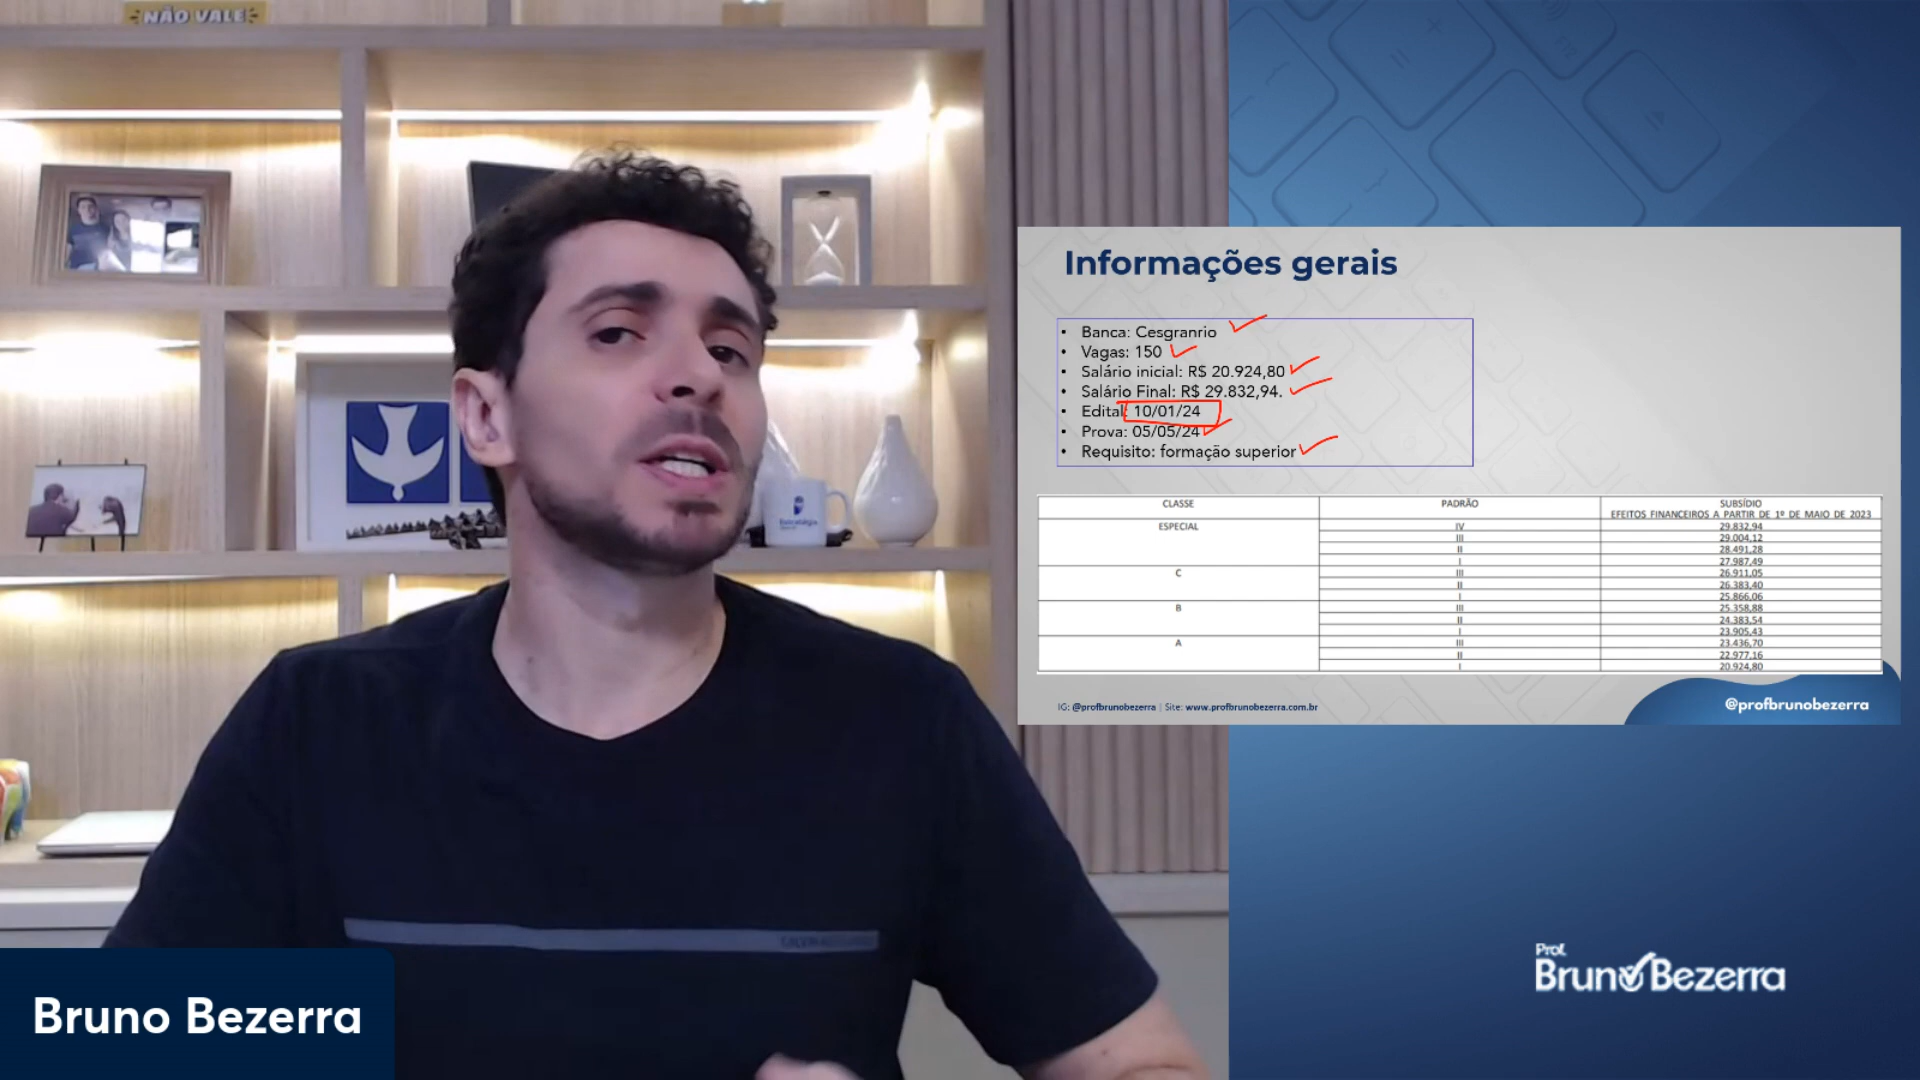 NÃO VALE
Informações gerais
• Banca: Cesgranrio
• Vagas: 150
• Salário inicial: R$ 20.924,80
• Salário Final: R$ 29.832,94.
• Edital: 10/01/24
• Prova: 05/05/24
• Requisito: formação superior
CLASSE PADRÃO SUBSÍDIO
EFEITOS FINANCEIROS A PARTIR DE 1º DE MAIO DE 2023
ESPECIAL IV 29.832,94
III 29.004,12
II 28.491,28
I 27.987,49
C III 26.911,05
II 26.383,40
I 25.866,06
B III 25.358,88
II 24.383,54
I 23.905,43
A III 23.436,70
II 22.977,16
I 20.924,80
IG: @profbrunobezerra | Site: www.profbrunobezerra.com.br
@profbrunobezerra
Estratégia
Prof.
Bruno Bezerra
Bruno Bezerra